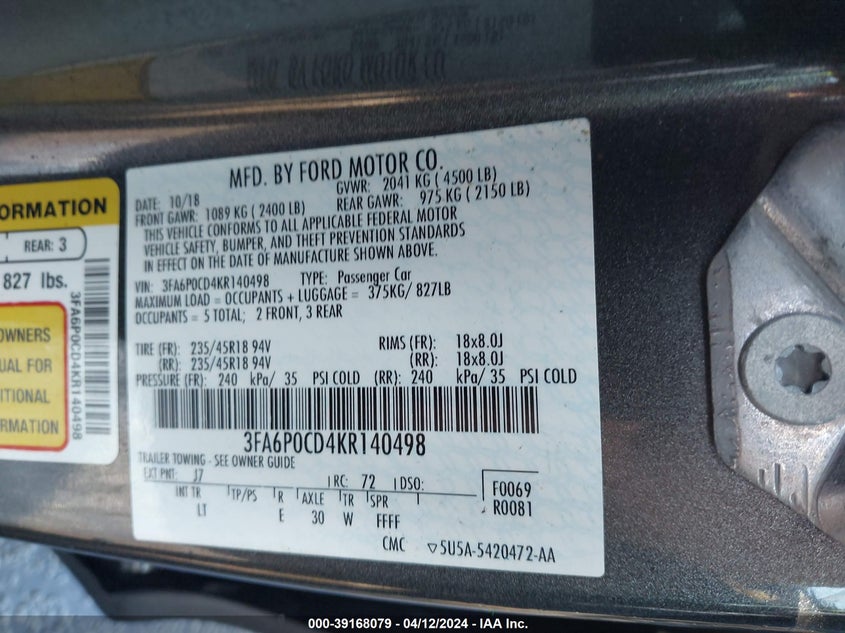 MFD. BY FORD MOTOR CO.
DATE: 10/18 GVWR: 2041 KG ( 4500 LB)
FRONT GAWR: 1089 KG ( 2400 LB) REAR GAWR: 975 KG ( 2150 LB)
THIS VEHICLE CONFORMS TO ALL APPLICABLE FEDERAL MOTOR
VEHICLE SAFETY, BUMPER, AND THEFT PREVENTION STANDARDS
IN EFFECT ON THE DATE OF MANUFACTURE SHOWN ABOVE.
VIN: 3FA6P0CD4KR140498 TYPE: Passenger Car
MAXIMUM LOAD = OCCUPANTS + LUGGAGE = 375KG/ 827LB
OCCUPANTS = 5 TOTAL; 2 FRONT, 3 REAR
TIRE (FR): 235/45R18 94V RIMS (FR): 18x8.0J
(RR): 235/45R18 94V (RR): 18x8.0J
PRESSURE (FR): 240 kPa/ 35 PSI COLD (RR): 240 kPa/ 35 PSI COLD
3FA6P0CD4KR140498
TRAILER TOWING - SEE OWNER GUIDE
EXT PNT: J7 RC: 72 DSO: F0069
INT TR TP/PS R AXLE TR SPR R0081
LT E 30 W FFFF
CMC ▽SU5A-5420472-AA
ORMATION
REAR: 3
827 lbs.
OWNERS
UAL FOR
ITIONAL
ORMATION
3FA6P0CD4KR140498
000-39168079 - 04/12/2024 - IAA Inc.